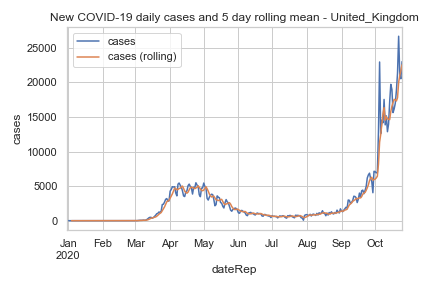 New COVID-19 daily cases and 5 day rolling mean - United_Kingdom
cases
cases (rolling)
25000
20000
15000
10000
5000
0
cases
Jan Feb Mar Apr May Jun Jul Aug Sep Oct
2020
dateRep